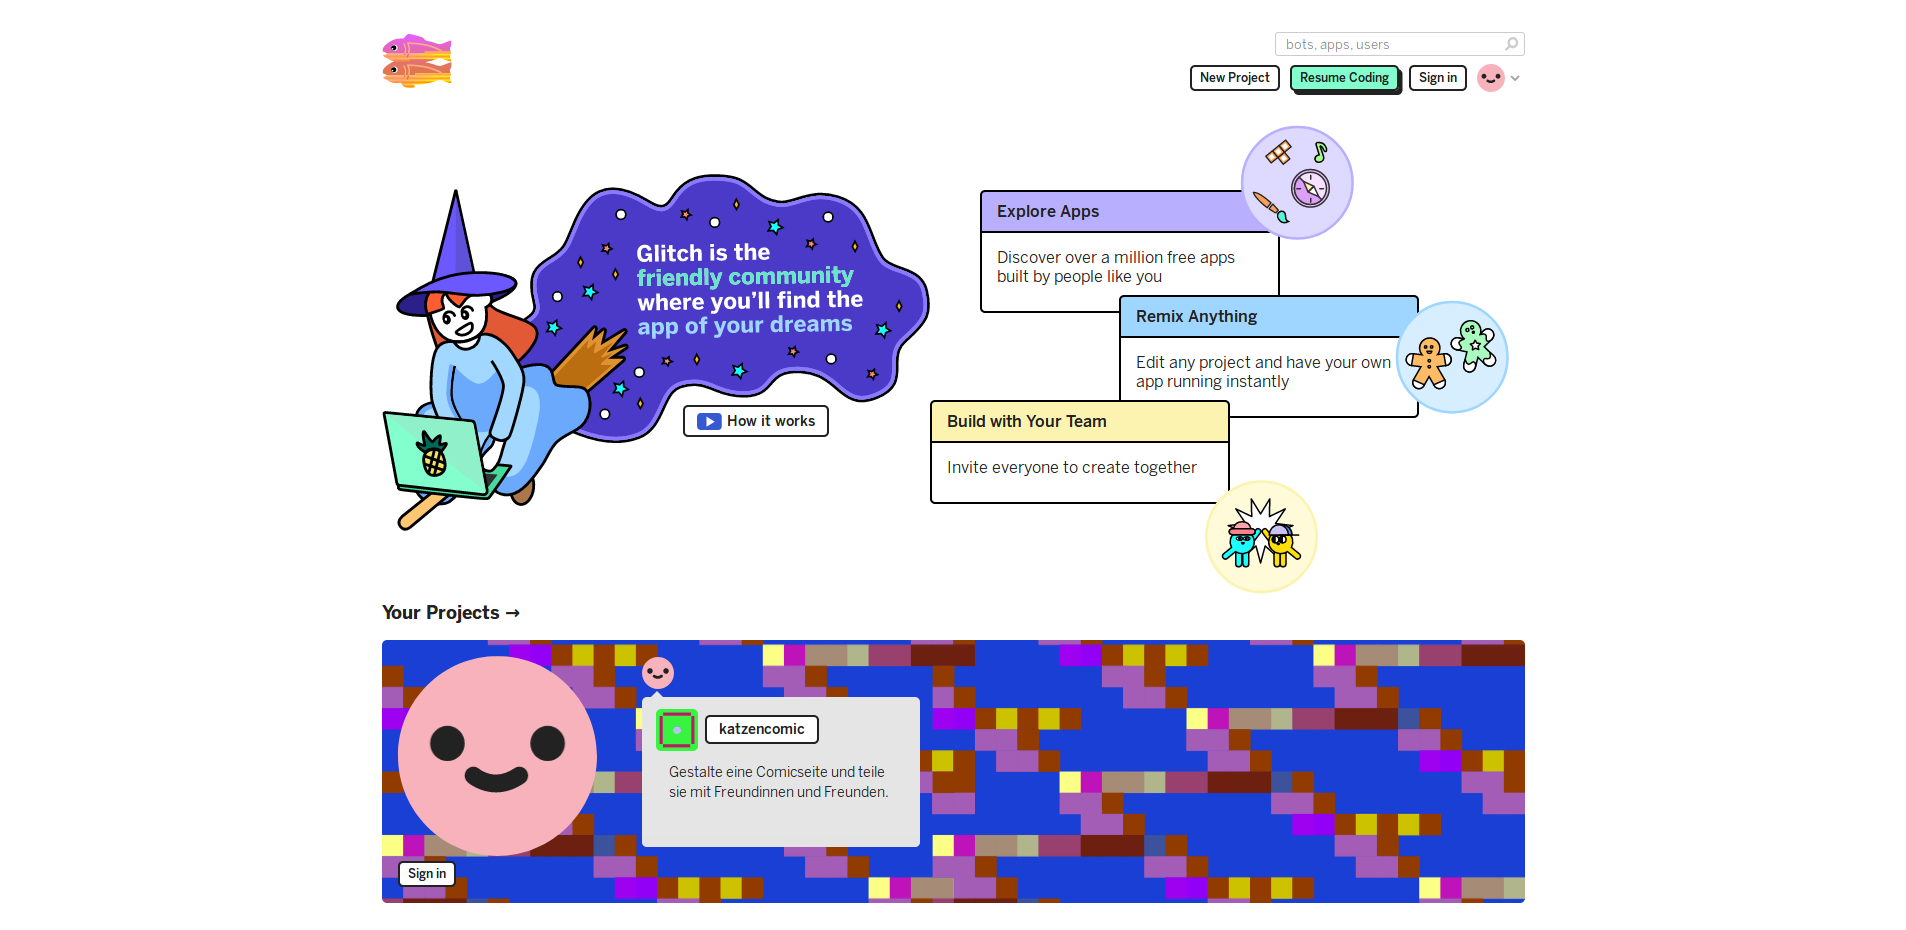 bots, apps, users
New Project
Resume Coding
Sign in
Glitch is the
friendly community
where you'll find the
app of your dreams
How it works
Explore Apps
Discover over a million free apps
built by people like you
Remix Anything
Edit any project and have your own
app running instantly
Build with Your Team
Invite everyone to create together
Your Projects →
katzencomic
Gestalte eine Comicseite und teile
sie mit Freundinnen und Freunden.
Sign in